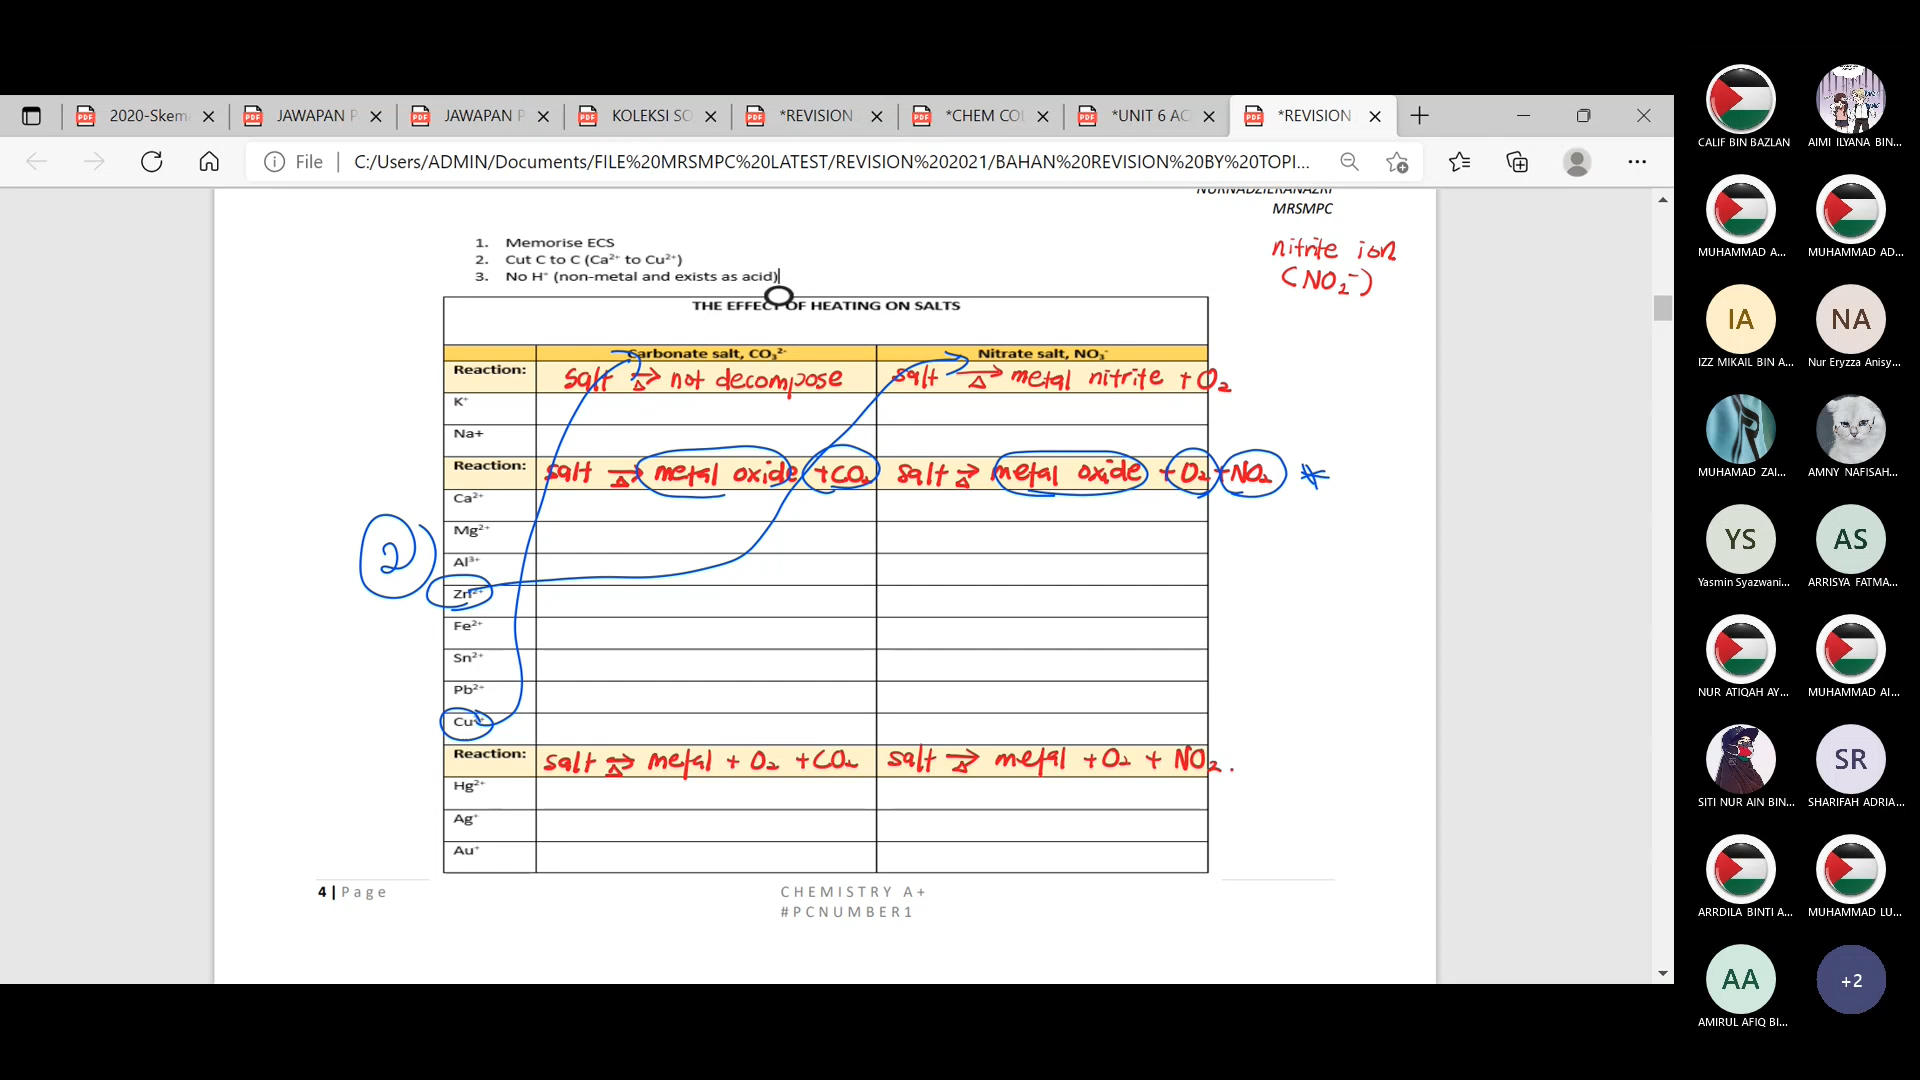 2020-Skema
JAWAPAN P
JAWAPAN P
KOLEKSI SO
*REVISION
*CHEM COL
*UNIT 6 AC
*REVISION
File
C:/Users/ADMIN/Documents/FILE%20MRSMPC%20LATEST/REVISION%202021/BAHAN%20REVISION%20BY%20TOPI...
NURNADZIERANAZRI
MRSMPC
nitrite ion
(NO₂⁻)
1. Memorise ECS
2. Cut C to C (Ca²⁺ to Cu²⁺)
3. No H⁺ (non-metal and exists as acid)
THE EFFECT OF HEATING ON SALTS
Carbonate salt, CO₃²⁻ Nitrate salt, NO₃⁻
Reaction: salt →Δ not decompose salt →Δ metal nitrite + O₂
K⁺
Na+
Reaction: salt →Δ metal oxide + CO₂ salt →Δ metal oxide + O₂ + NO₂ *
Ca²⁺
Mg²⁺
Al³⁺
2
Zn²⁺
Fe²⁺
Sn²⁺
Pb²⁺
Cu²⁺
Reaction: salt →Δ metal + O₂ + CO₂ salt →Δ metal + O₂ + NO₂.
Hg²⁺
Ag⁺
Au⁺
4 | Page
CHEMISTRY A+
#PCNUMBER1
CALIF BIN BAZLAN
AIMI ILYANA BIN...
MUHAMMAD A...
MUHAMMAD AD...
IA
NA
IZZ MIKAIL BIN A...
Nur Eryzza Anisy...
MUHAMAD ZAI...
AMNY NAFISAH...
YS
AS
Yasmin Syazwani...
ARRISYA FATMA...
NUR ATIQAH AY...
MUHAMMAD AI...
SR
SITI NUR AIN BIN...
SHARIFAH ADRIA...
ARRDILA BINTI A...
MUHAMMAD LU...
AA
+2
AMIRUL AFIQ BI...